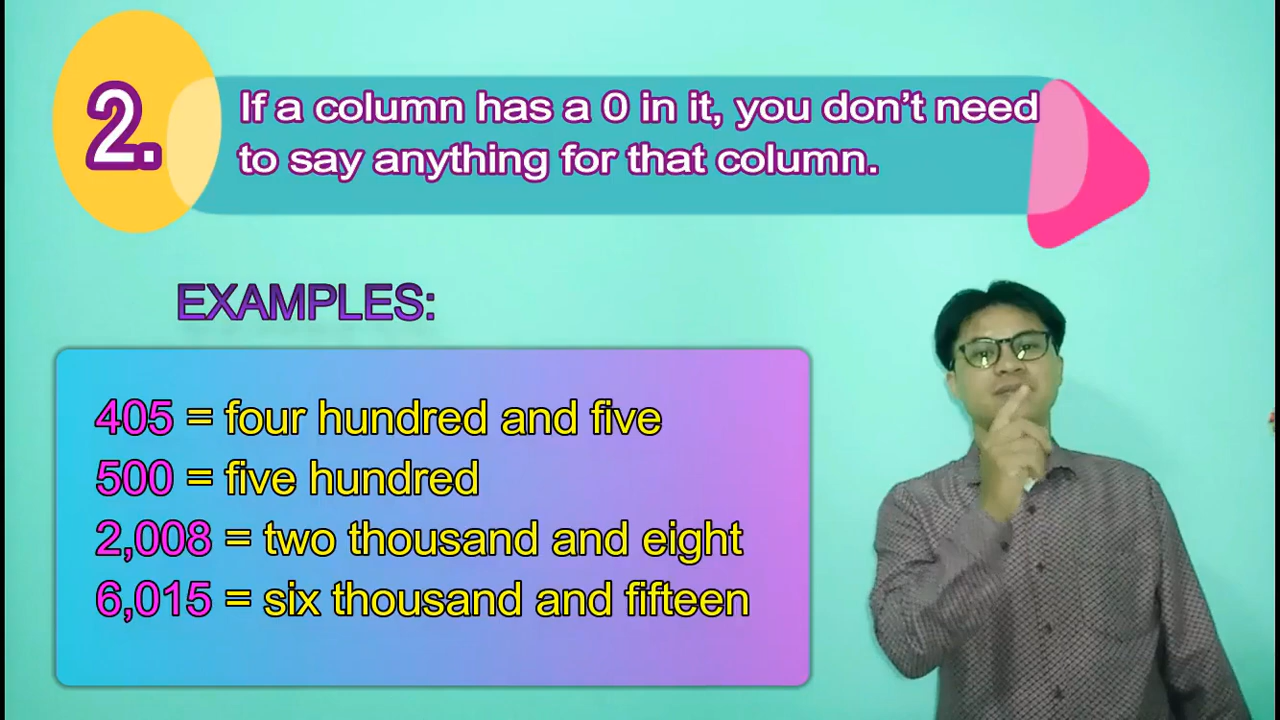 2.
If a column has a 0 in it, you don’t need
to say anything for that column.
EXAMPLES:
405 = four hundred and five
500 = five hundred
2,008 = two thousand and eight
6,015 = six thousand and fifteen